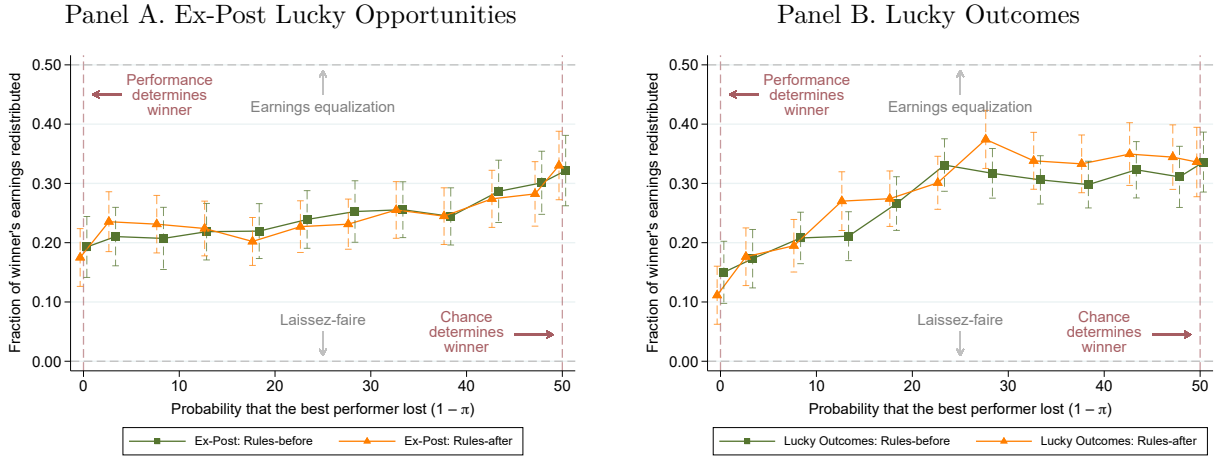 Panel A. Ex-Post Lucky Opportunities
Fraction of winner's earnings redistributed
0.50
0.40
0.30
0.20
0.10
0.00
Performance
determines
winner
Earnings equalization
Laissez-faire
Chance
determines
winner
0 10 20 30 40 50
Probability that the best performer lost (1 − π)
Ex-Post: Rules-before Ex-Post: Rules-after
Panel B. Lucky Outcomes
Fraction of winner's earnings redistributed
0.50
0.40
0.30
0.20
0.10
0.00
Performance
determines
winner
Earnings equalization
Laissez-faire
Chance
determines
winner
0 10 20 30 40 50
Probability that the best performer lost (1 − π)
Lucky Outcomes: Rules-before Lucky Outcomes: Rules-after